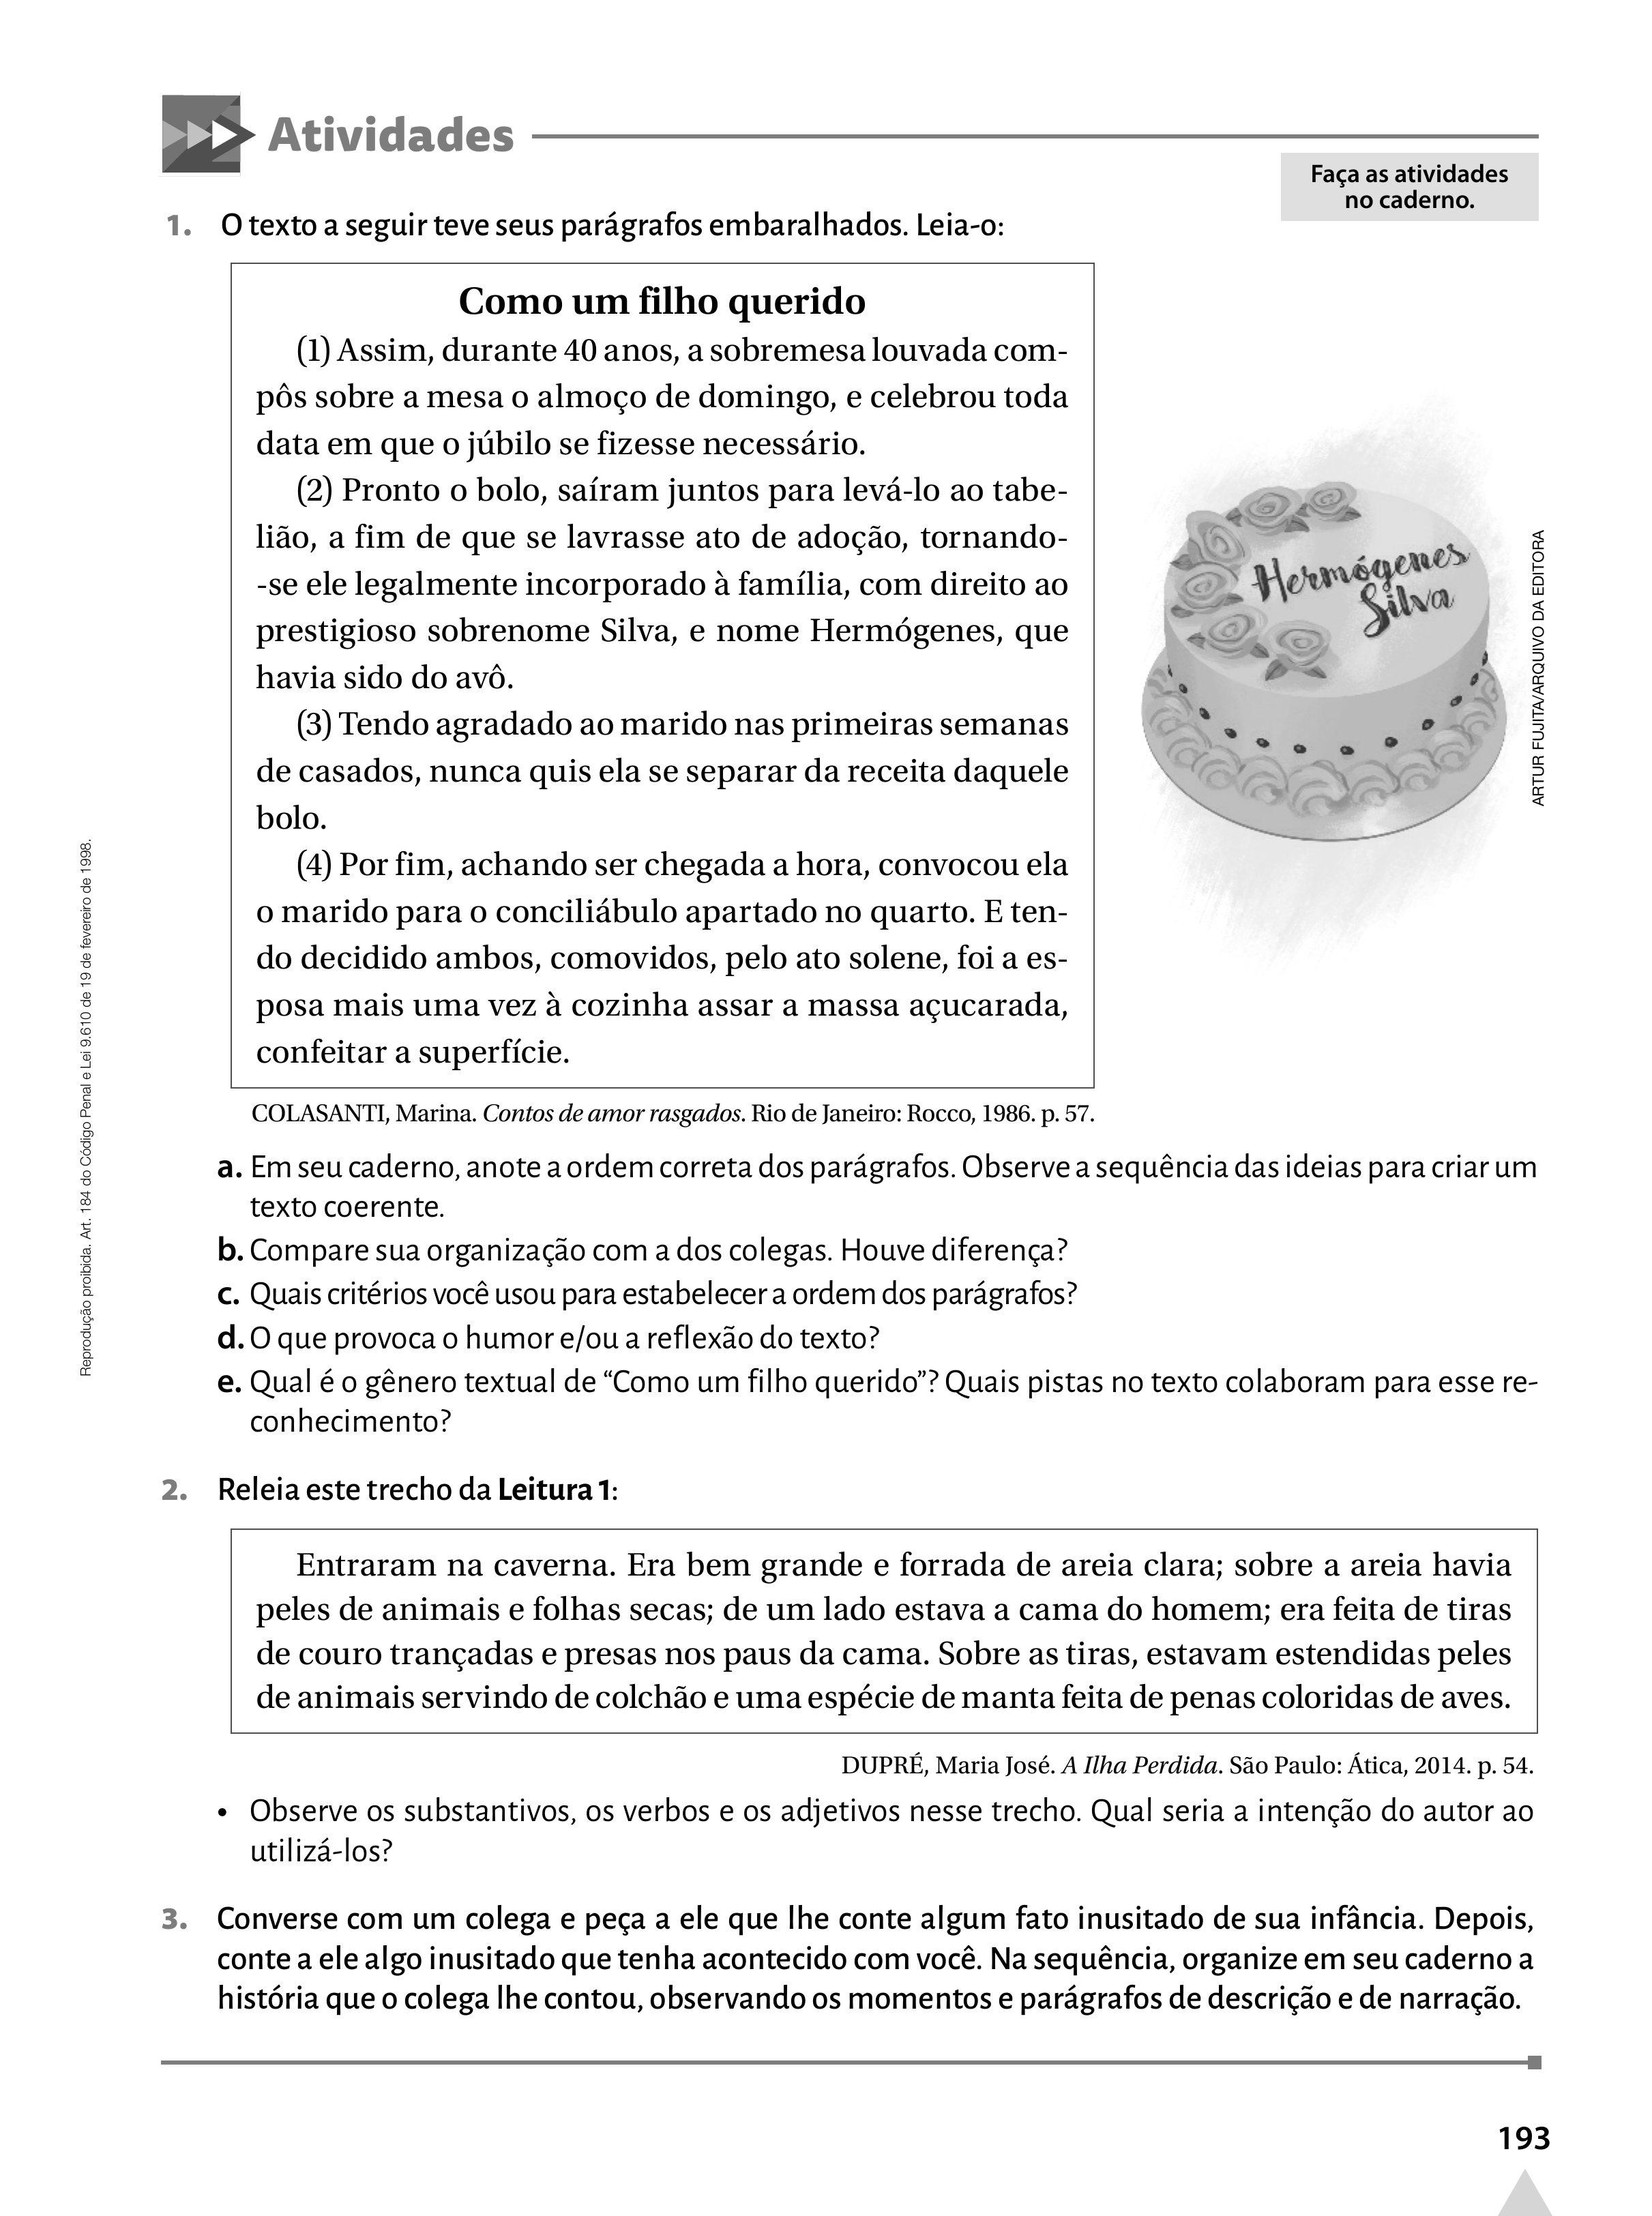 Atividades
Faça as atividades
no caderno.
1. O texto a seguir teve seus parágrafos embaralhados. Leia-o:
Como um filho querido
(1) Assim, durante 40 anos, a sobremesa louvada com-
pôs sobre a mesa o almoço de domingo, e celebrou toda
data em que o júbilo se fizesse necessário.
(2) Pronto o bolo, saíram juntos para levá-lo ao tabe-
lião, a fim de que se lavrasse ato de adoção, tornando-
-se ele legalmente incorporado à família, com direito ao
prestigioso sobrenome Silva, e nome Hermógenes, que
havia sido do avô.
(3) Tendo agradado ao marido nas primeiras semanas
de casados, nunca quis ela se separar da receita daquele
bolo.
(4) Por fim, achando ser chegada a hora, convocou ela
o marido para o conciliábulo apartado no quarto. E ten-
do decidido ambos, comovidos, pelo ato solene, foi a es-
posa mais uma vez à cozinha assar a massa açucarada,
confeitar a superfície.
Hermógenes
Silva
ARTUR FUJITA/ARQUIVO DA EDITORA
COLASANTI, Marina. Contos de amor rasgados. Rio de Janeiro: Rocco, 1986. p. 57.
a. Em seu caderno, anote a ordem correta dos parágrafos. Observe a sequência das ideias para criar um
texto coerente.
b. Compare sua organização com a dos colegas. Houve diferença?
c. Quais critérios você usou para estabelecer a ordem dos parágrafos?
d. O que provoca o humor e/ou a reflexão do texto?
e. Qual é o gênero textual de “Como um filho querido”? Quais pistas no texto colaboram para esse re-
conhecimento?
2. Releia este trecho da Leitura 1:
Entraram na caverna. Era bem grande e forrada de areia clara; sobre a areia havia
peles de animais e folhas secas; de um lado estava a cama do homem; era feita de tiras
de couro trançadas e presas nos paus da cama. Sobre as tiras, estavam estendidas peles
de animais servindo de colchão e uma espécie de manta feita de penas coloridas de aves.
DUPRÉ, Maria José. A Ilha Perdida. São Paulo: Ática, 2014. p. 54.
• Observe os substantivos, os verbos e os adjetivos nesse trecho. Qual seria a intenção do autor ao
utilizá-los?
3. Converse com um colega e peça a ele que lhe conte algum fato inusitado de sua infância. Depois,
conte a ele algo inusitado que tenha acontecido com você. Na sequência, organize em seu caderno a
história que o colega lhe contou, observando os momentos e parágrafos de descrição e de narração.
Reprodução proibida. Art. 184 do Código Penal e Lei 9.610 de 19 de fevereiro de 1998.
193